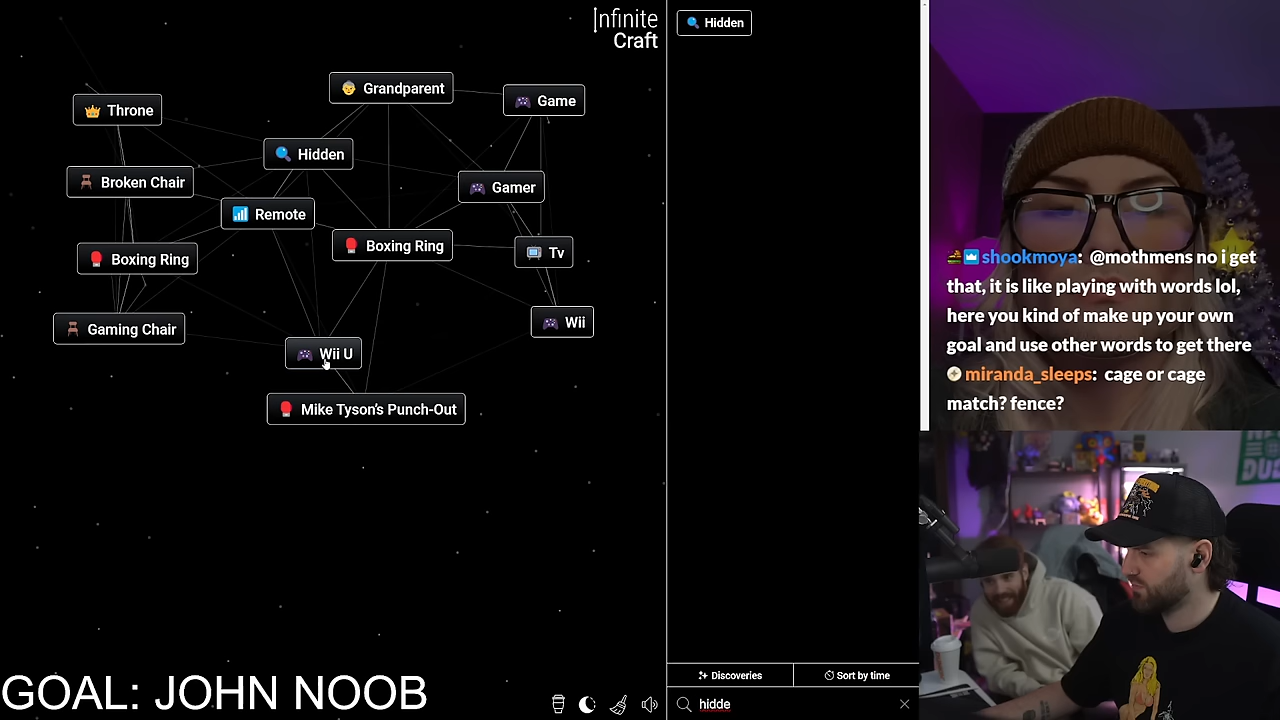 Infinite
Craft
Hidden
Grandparent
Game
Throne
Hidden
Broken Chair
Gamer
Remote
Boxing Ring
Tv
Boxing Ring
Wii
Gaming Chair
Wii U
Mike Tyson's Punch-Out
shookmoya: @mothmens no i get
that, it is like playing with words lol,
here you kind of make up your own
goal and use other words to get there
miranda_sleeps: cage or cage
match? fence?
Discoveries
Sort by time
hidde
GOAL: JOHN NOOB